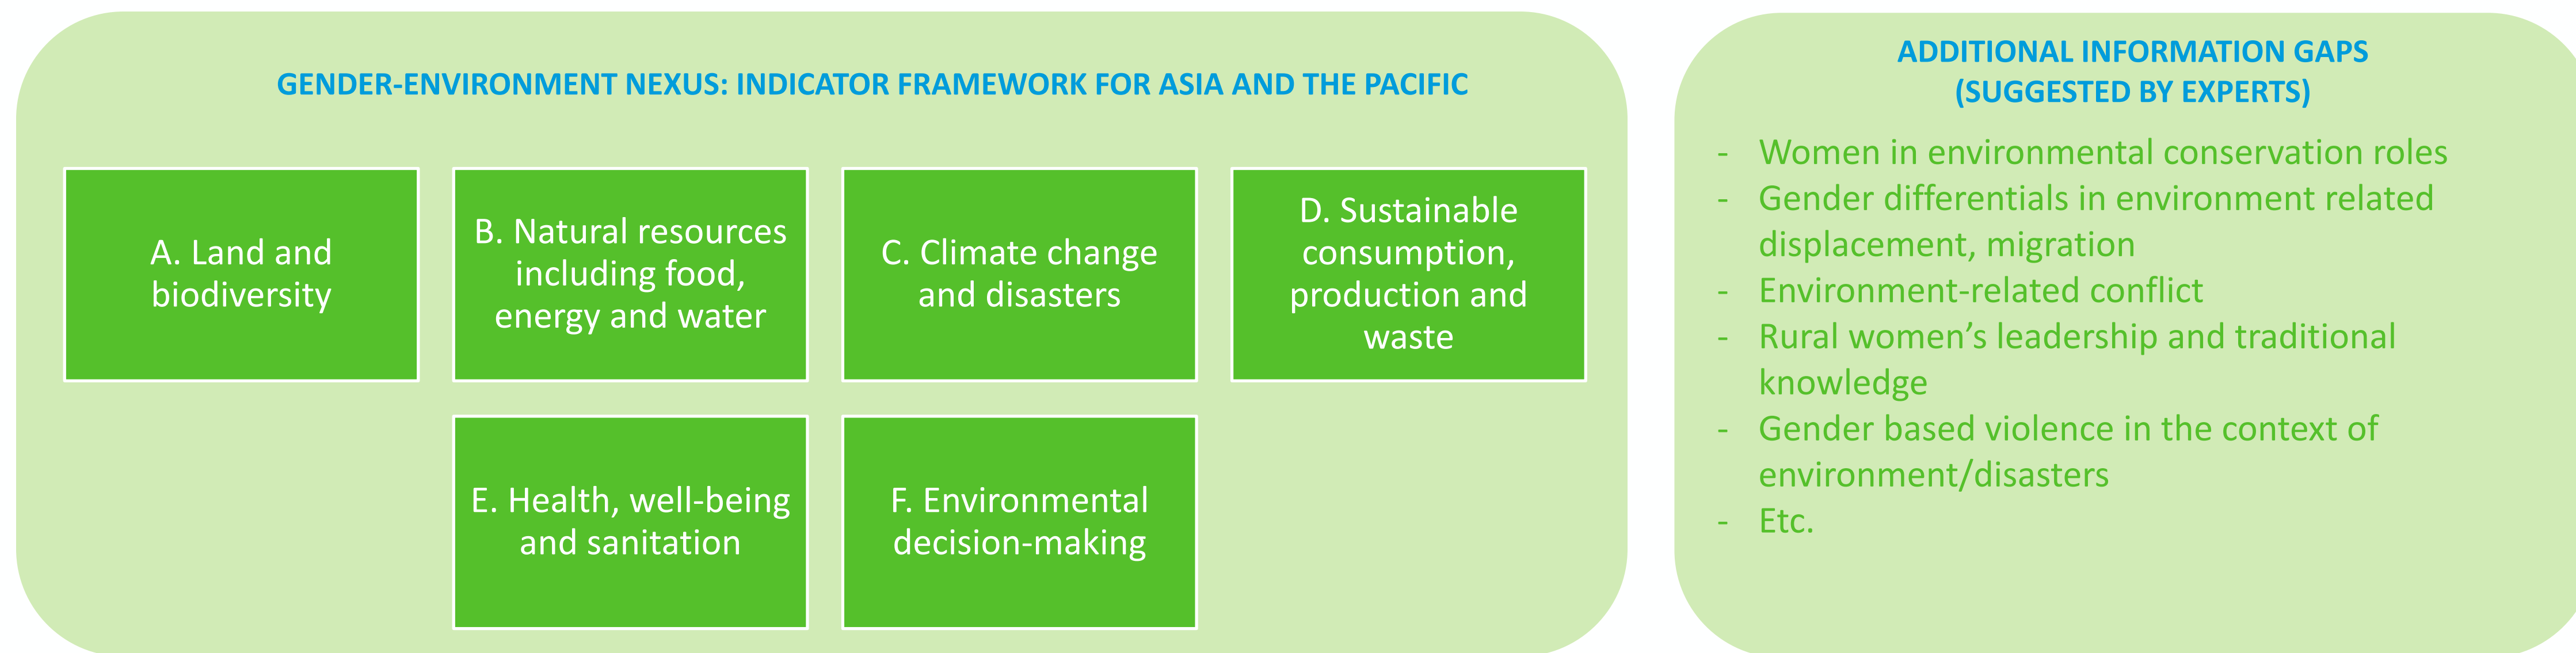 GENDER-ENVIRONMENT NEXUS: INDICATOR FRAMEWORK FOR ASIA AND THE PACIFIC
A. Land and
biodiversity
B. Natural resources
including food,
energy and water
C. Climate change
and disasters
D. Sustainable
consumption,
production and
waste
E. Health, well-being
and sanitation
F. Environmental
decision-making
ADDITIONAL INFORMATION GAPS
(SUGGESTED BY EXPERTS)
- Women in environmental conservation roles
- Gender differentials in environment related
displacement, migration
- Environment-related conflict
- Rural women’s leadership and traditional
knowledge
- Gender based violence in the context of
environment/disasters
- Etc.